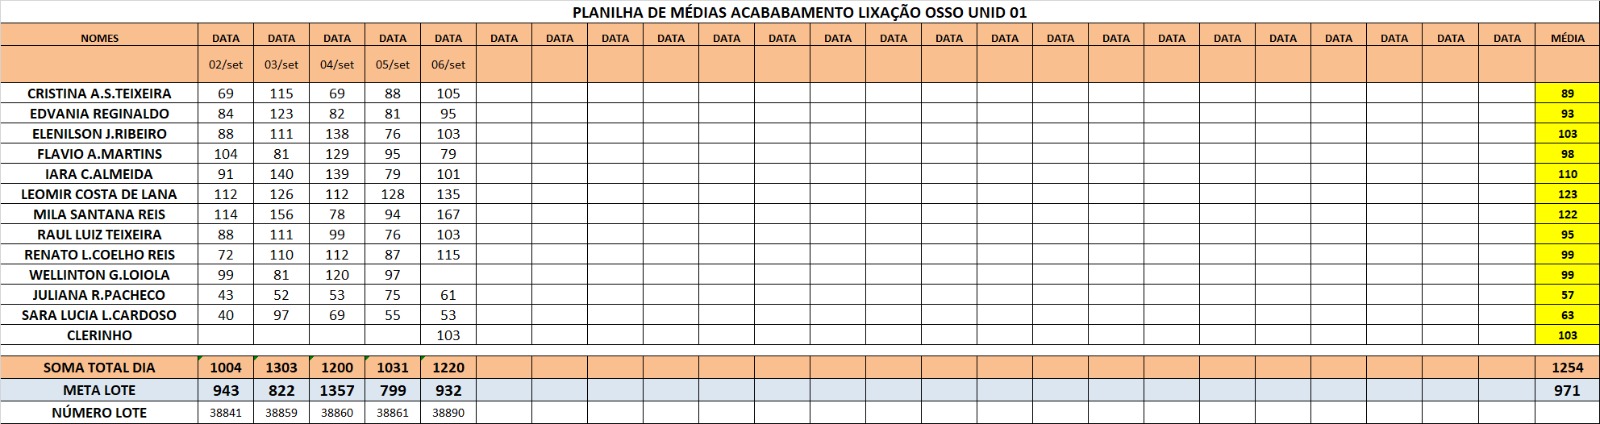 PLANILHA DE MÉDIAS ACABABAMENTO LIXAÇÃO OSSO UNID 01
NOMES DATA DATA DATA DATA DATA DATA DATA DATA DATA DATA DATA DATA DATA DATA DATA DATA DATA DATA DATA DATA DATA DATA DATA DATA MÉDIA
02/set 03/set 04/set 05/set 06/set
CRISTINA A.S.TEIXEIRA 69 115 69 88 105 89
EDVANIA REGINALDO 84 123 82 81 95 93
ELENILSON J.RIBEIRO 88 111 138 76 103 103
FLAVIO A.MARTINS 104 81 129 95 79 98
IARA C.ALMEIDA 91 140 139 79 101 110
LEOMIR COSTA DE LANA 112 126 112 128 135 123
MILA SANTANA REIS 114 156 78 94 167 122
RAUL LUIZ TEIXEIRA 88 111 99 76 103 95
RENATO L.COELHO REIS 72 110 112 87 115 99
WELLINTON G.LOIOLA 99 81 120 97 99
JULIANA R.PACHECO 43 52 53 75 61 57
SARA LUCIA L.CARDOSO 40 97 69 55 53 63
CLERINHO 103 103
SOMA TOTAL DIA 1004 1303 1200 1031 1220 1254
META LOTE 943 822 1357 799 932 971
NÚMERO LOTE 38841 38859 38860 38861 38890